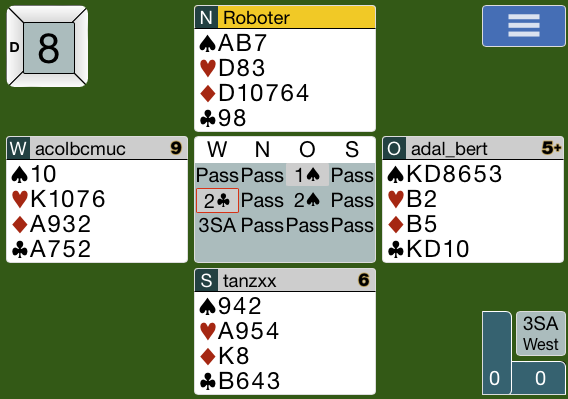 D 8
N Roboter
♠AB7
♥D83
♦D10764
♣98
W acolbcmuc 9
♠10
♥K1076
♦A932
♣A752
W N O S
Pass Pass 1♠ Pass
2♣ Pass 2♠ Pass
3SA Pass Pass Pass
O adal_bert 5+
♠KD8653
♥B2
♦B5
♣KD10
S tanzxx 6
♠942
♥A954
♦K8
♣B643
3SA
West
0 0